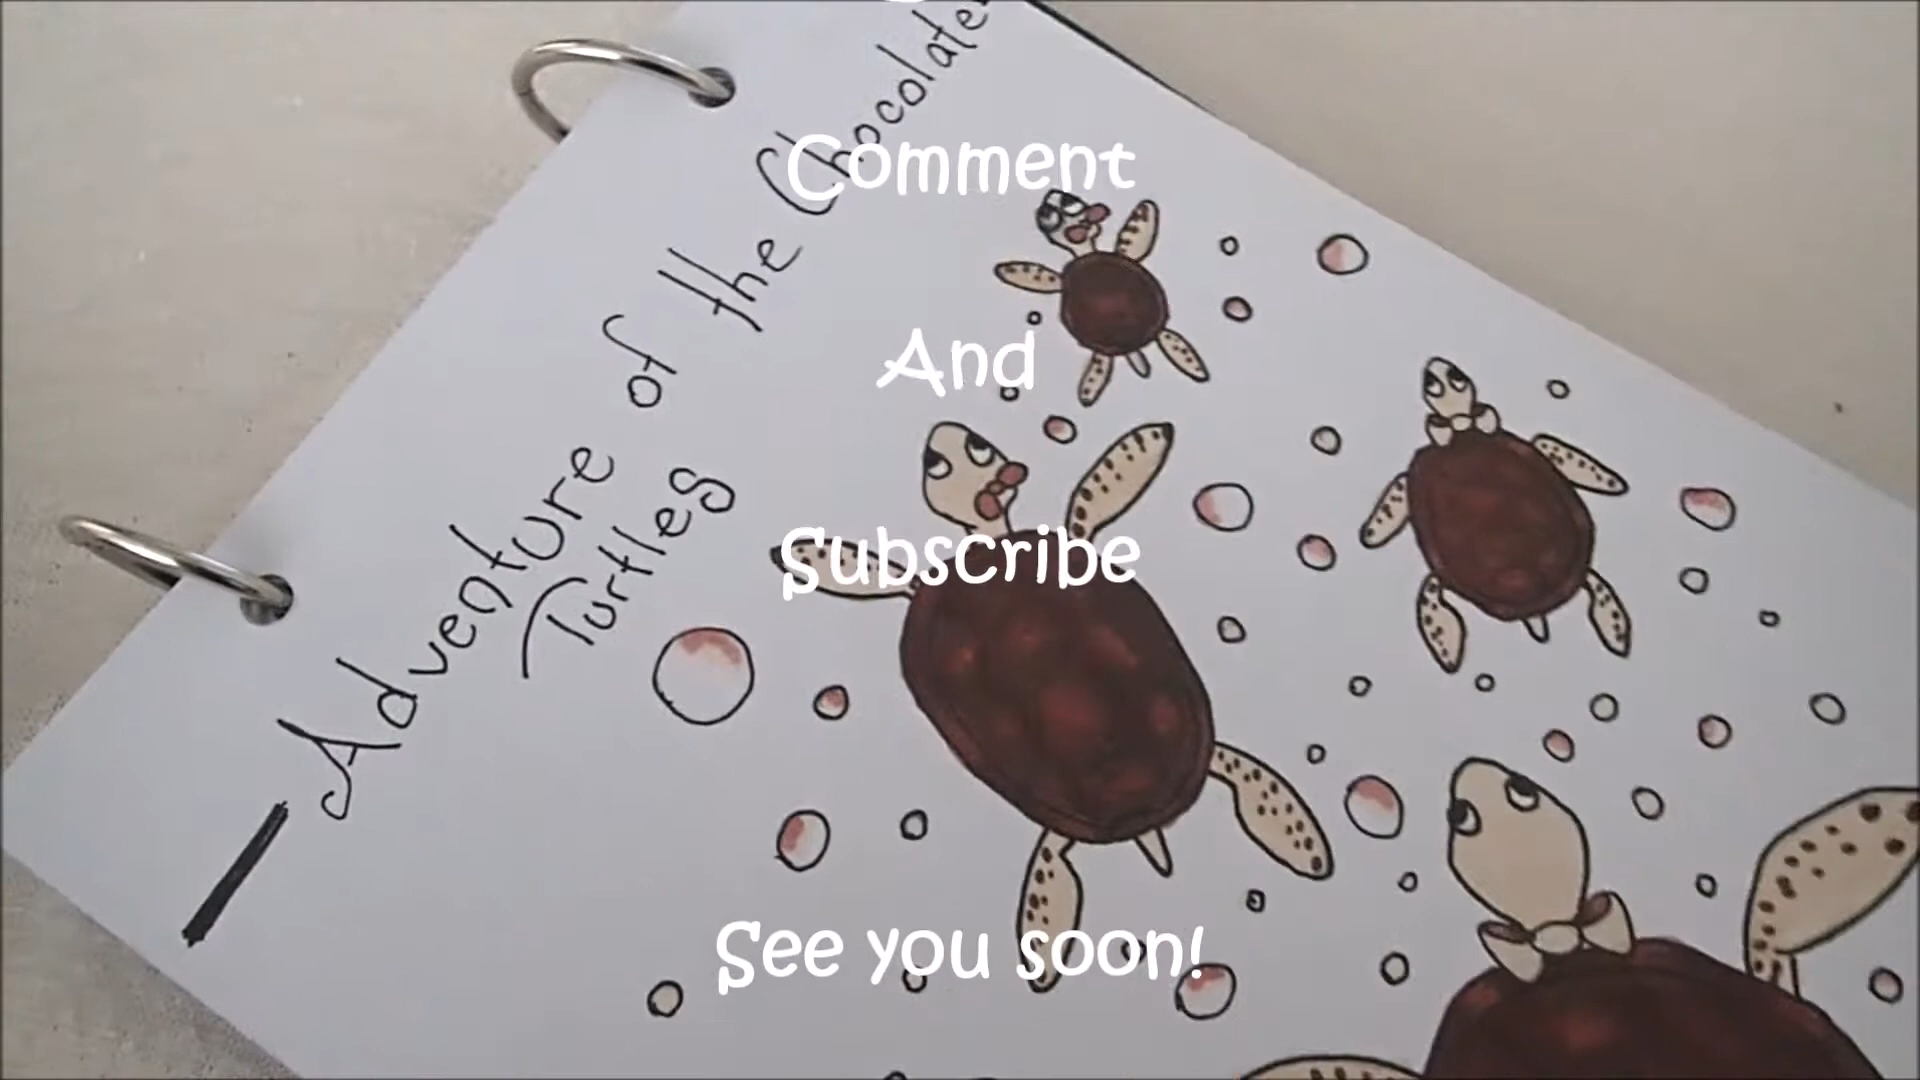 Comment
And
Subscribe
See you soon!
Adventure of the Chocolate
Turtles